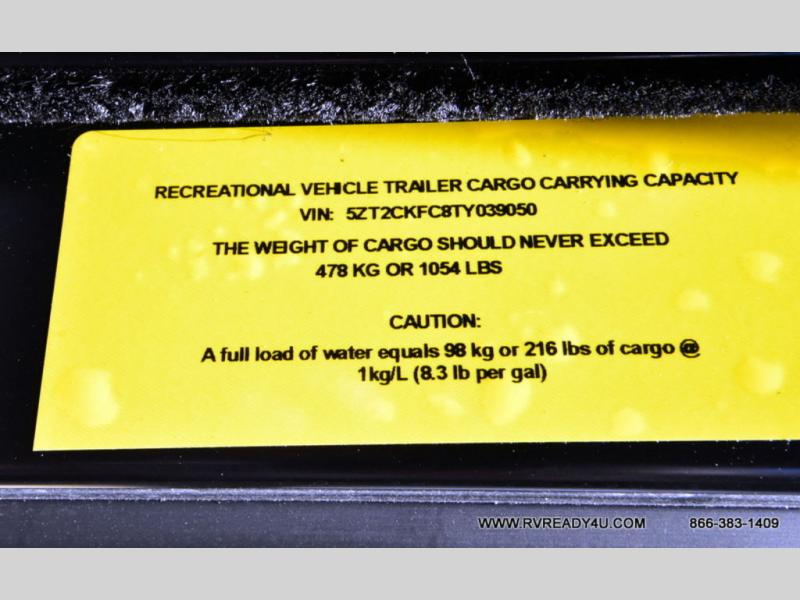 RECREATIONAL VEHICLE TRAILER CARGO CARRYING CAPACITY
VIN: 5ZT2CKFC8TY039050
THE WEIGHT OF CARGO SHOULD NEVER EXCEED
478 KG OR 1054 LBS
CAUTION:
A full load of water equals 98 kg or 216 lbs of cargo @
1kg/L (8.3 lb per gal)
WWW.RVREADY4U.COM 866-383-1409